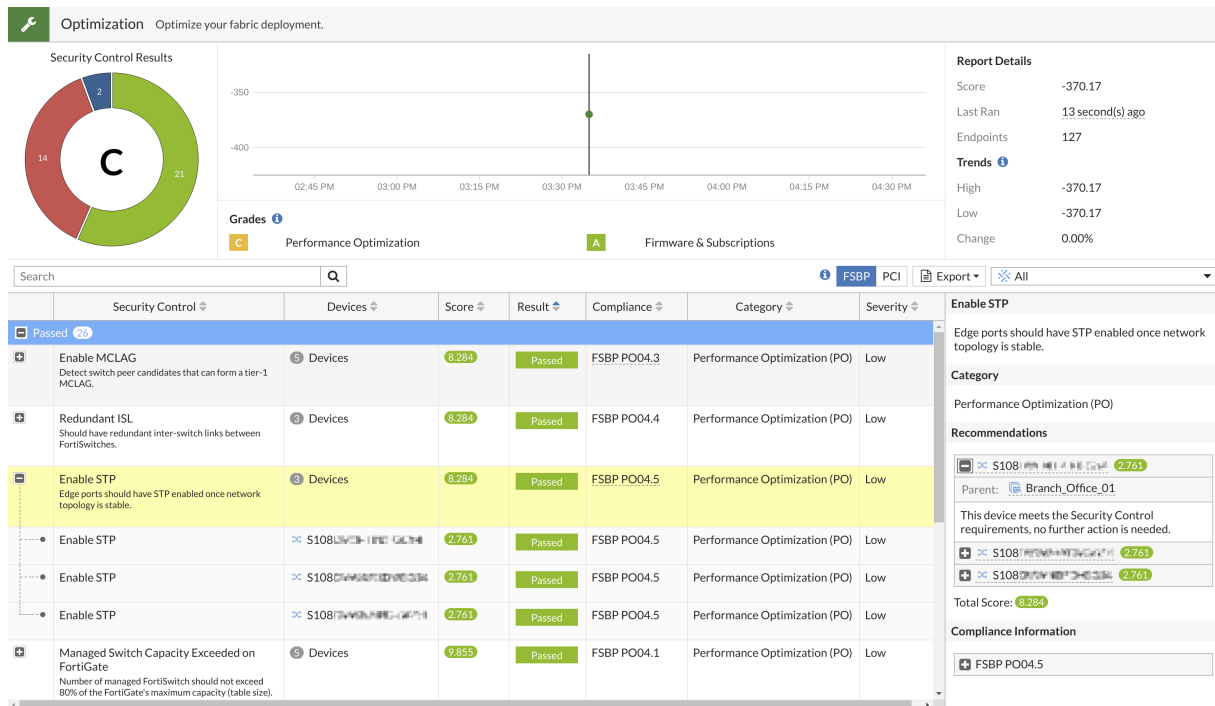 Optimization Optimize your fabric deployment.
Security Control Results
2
14
C
21
-350
-400
02:45 PM 03:00 PM 03:15 PM 03:30 PM 03:45 PM 04:00 PM 04:15 PM 04:30 PM
Grades
C Performance Optimization A Firmware & Subscriptions
Report Details
Score -370.17
Last Ran 13 second(s) ago
Endpoints 127
Trends
High -370.17
Low -370.17
Change 0.00%
Search FSBP PCI Export All
Security Control Devices Score Result Compliance Category Severity
Passed 26
Enable MCLAG 5 Devices 8.284 Passed FSBP PO04.3 Performance Optimization (PO) Low
Detect switch peer candidates that can form a tier-1
MCLAG.
Redundant ISL 3 Devices 8.284 Passed FSBP PO04.4 Performance Optimization (PO) Low
Should have redundant inter-switch links between
FortiSwitches.
Enable STP 3 Devices 8.284 Passed FSBP PO04.5 Performance Optimization (PO) Low
Edge ports should have STP enabled once network
topology is stable.
Enable STP S108 2.761 Passed FSBP PO04.5 Performance Optimization (PO) Low
Enable STP S108 2.761 Passed FSBP PO04.5 Performance Optimization (PO) Low
Enable STP S108 2.761 Passed FSBP PO04.5 Performance Optimization (PO) Low
Managed Switch Capacity Exceeded on 5 Devices 9.855 Passed FSBP PO04.1 Performance Optimization (PO) Low
FortiGate
Number of managed FortiSwitch should not exceed
80% of the FortiGate's maximum capacity (table size).
Enable STP
Edge ports should have STP enabled once network
topology is stable.
Category
Performance Optimization (PO)
Recommendations
S108 2.761
Parent: Branch_Office_01
This device meets the Security Control
requirements, no further action is needed.
S108 2.761
S108 2.761
Total Score: 8.284
Compliance Information
FSBP PO04.5